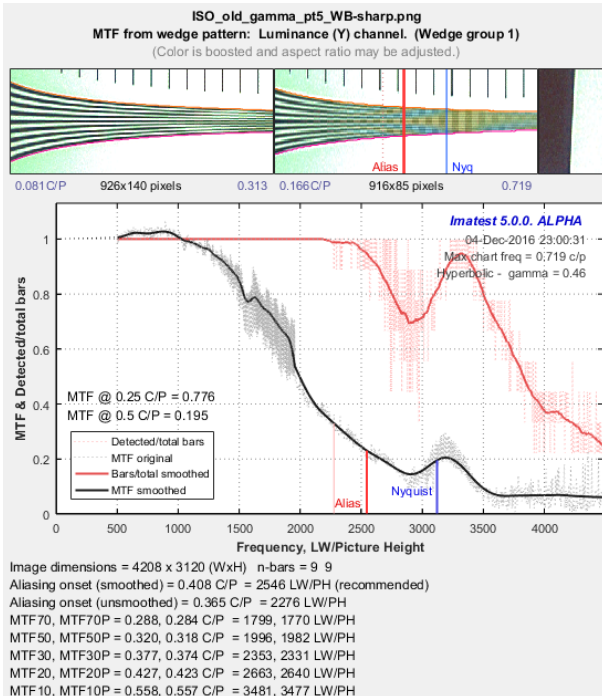 ISO_old_gamma_pt5_WB-sharp.png
MTF from wedge pattern: Luminance (Y) channel. (Wedge group 1)
(Color is boosted and aspect ratio may be adjusted.)
Alias
Nyq
0.081C/P 926x140 pixels 0.313 0.166C/P 916x85 pixels 0.719
Imatest 5.0.0. ALPHA
04-Dec-2016 23:00:31
Max chart freq = 0.719 c/p
Hyperbolic - gamma = 0.46
MTF & Detected/total bars
1
0.8
0.6
0.4
0.2
0
MTF @ 0.25 C/P = 0.776
MTF @ 0.5 C/P = 0.195
Detected/total bars
MTF original
Bars/total smoothed
MTF smoothed
Alias
Nyquist
0 500 1000 1500 2000 2500 3000 3500 4000
Frequency, LW/Picture Height
Image dimensions = 4208 x 3120 (WxH) n-bars = 9 9
Aliasing onset (smoothed) = 0.408 C/P = 2546 LW/PH (recommended)
Aliasing onset (unsmoothed) = 0.365 C/P = 2276 LW/PH
MTF70, MTF70P = 0.288, 0.284 C/P = 1799, 1770 LW/PH
MTF50, MTF50P = 0.320, 0.318 C/P = 1996, 1982 LW/PH
MTF30, MTF30P = 0.377, 0.374 C/P = 2353, 2331 LW/PH
MTF20, MTF20P = 0.427, 0.423 C/P = 2663, 2640 LW/PH
MTF10, MTF10P = 0.558, 0.557 C/P = 3481, 3477 LW/PH